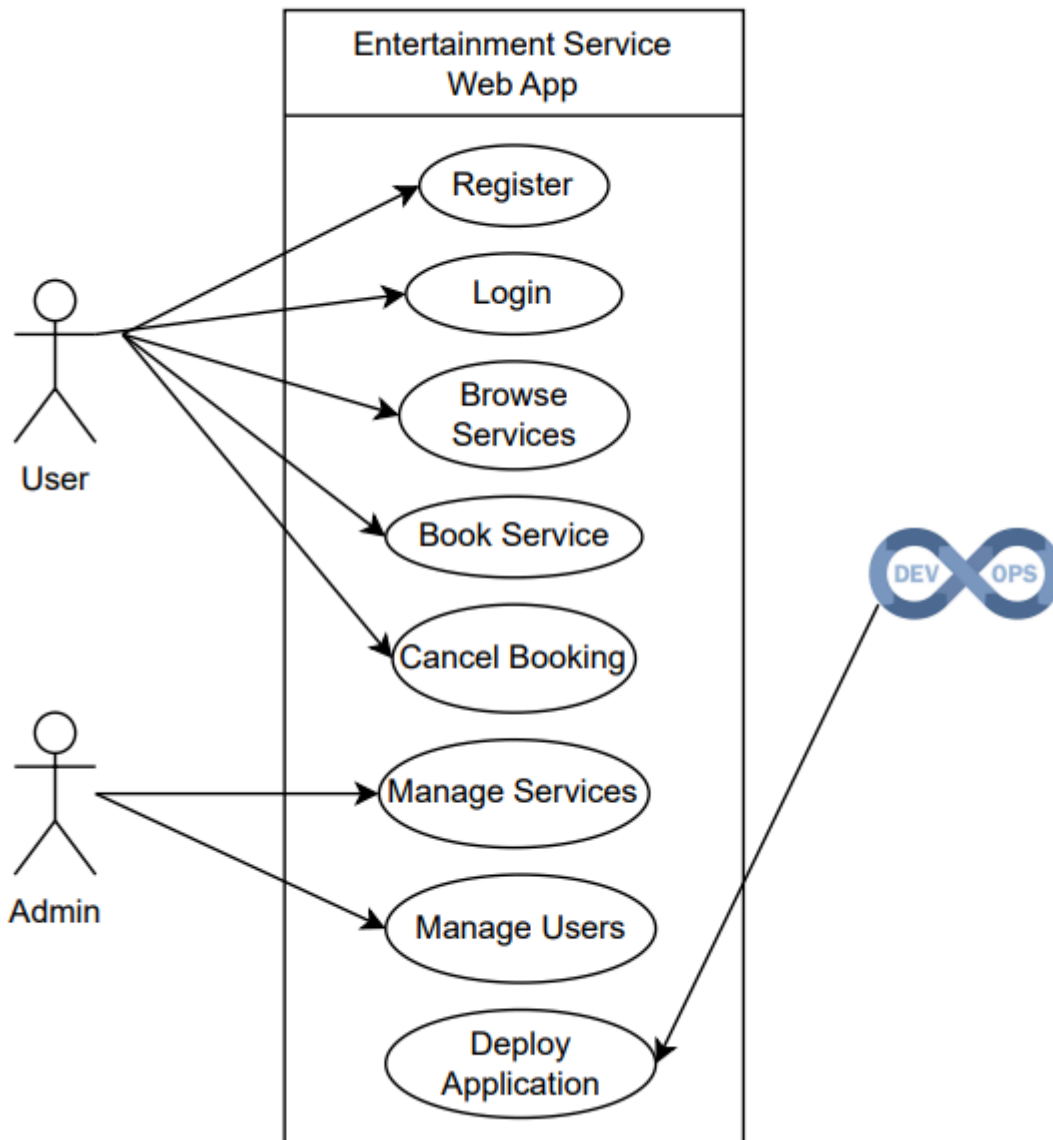 Entertainment Service
Web App
Register
Login
Browse
Services
User
Book Service
DEV
OPS
Cancel Booking
Manage Services
Admin
Manage Users
Deploy
Application